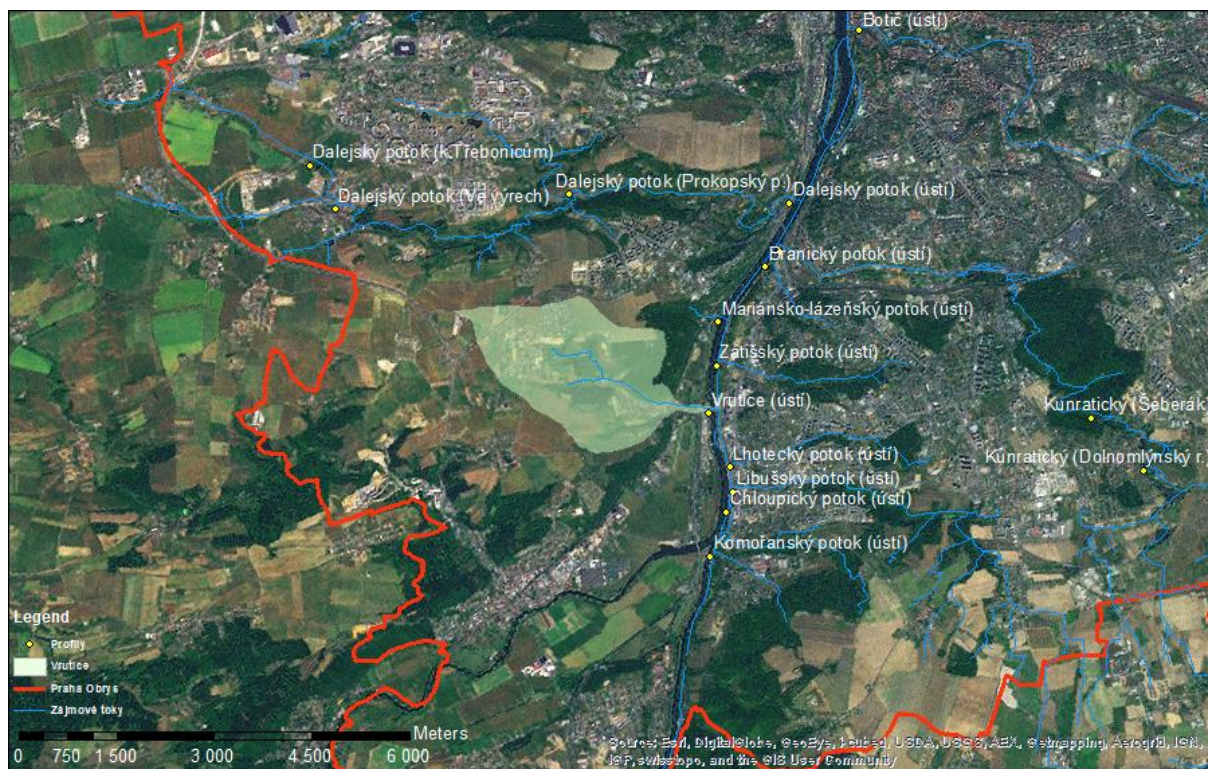 Botič (ústí)
Dalejský potok (k Třebonicům)
Dalejský potok (Prokopský p.)
Dalejský potok (Ve výrech)
Dalejský potok (ústí)
Branický potok (ústí)
Mariánsko-lázeňský potok (ústí)
Zátišský potok (ústí)
Vrutice (ústí)
Kunratický (Šeberák
Lhotecký potok (ústí)
Kunratický (Dolnomlýnský r.)
Libušský potok (ústí)
Chloupický potok (ústí)
Komořanský potok (ústí)
Legend
Profily
Vrutice
Praha Obrys
Zájmové toky
Meters
0 750 1 500 3 000 4 500 6 000
Source: Esri, DigitalGlobe, GeoEye, i-cubed, USDA, USGS, AEX, Getmapping, Aerogrid, IGN,
IGP, swisstopo, and the GIS User Community